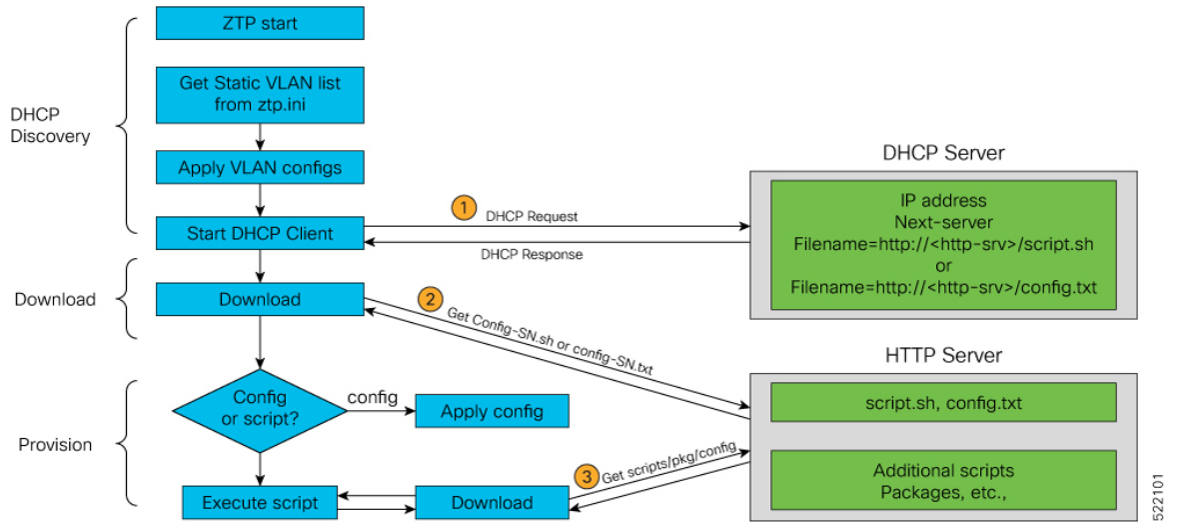 ZTP start
Get Static VLAN list
from ztp.ini
DHCP
Discovery
Apply VLAN configs
DHCP Server
1
DHCP Request
IP address
Next-server
Filename=http://<http-srv>/script.sh
or
Filename=http://<http-srv>/config.txt
Start DHCP Client
DHCP Response
Download
Download
2
Get Config-SN.sh or config-SN.txt
HTTP Server
script.sh, config.txt
Provision
Config
or script?
config
Apply config
3
Get scripts/pkg/config
Additional scripts
Packages, etc.,
Execute script
Download
522101